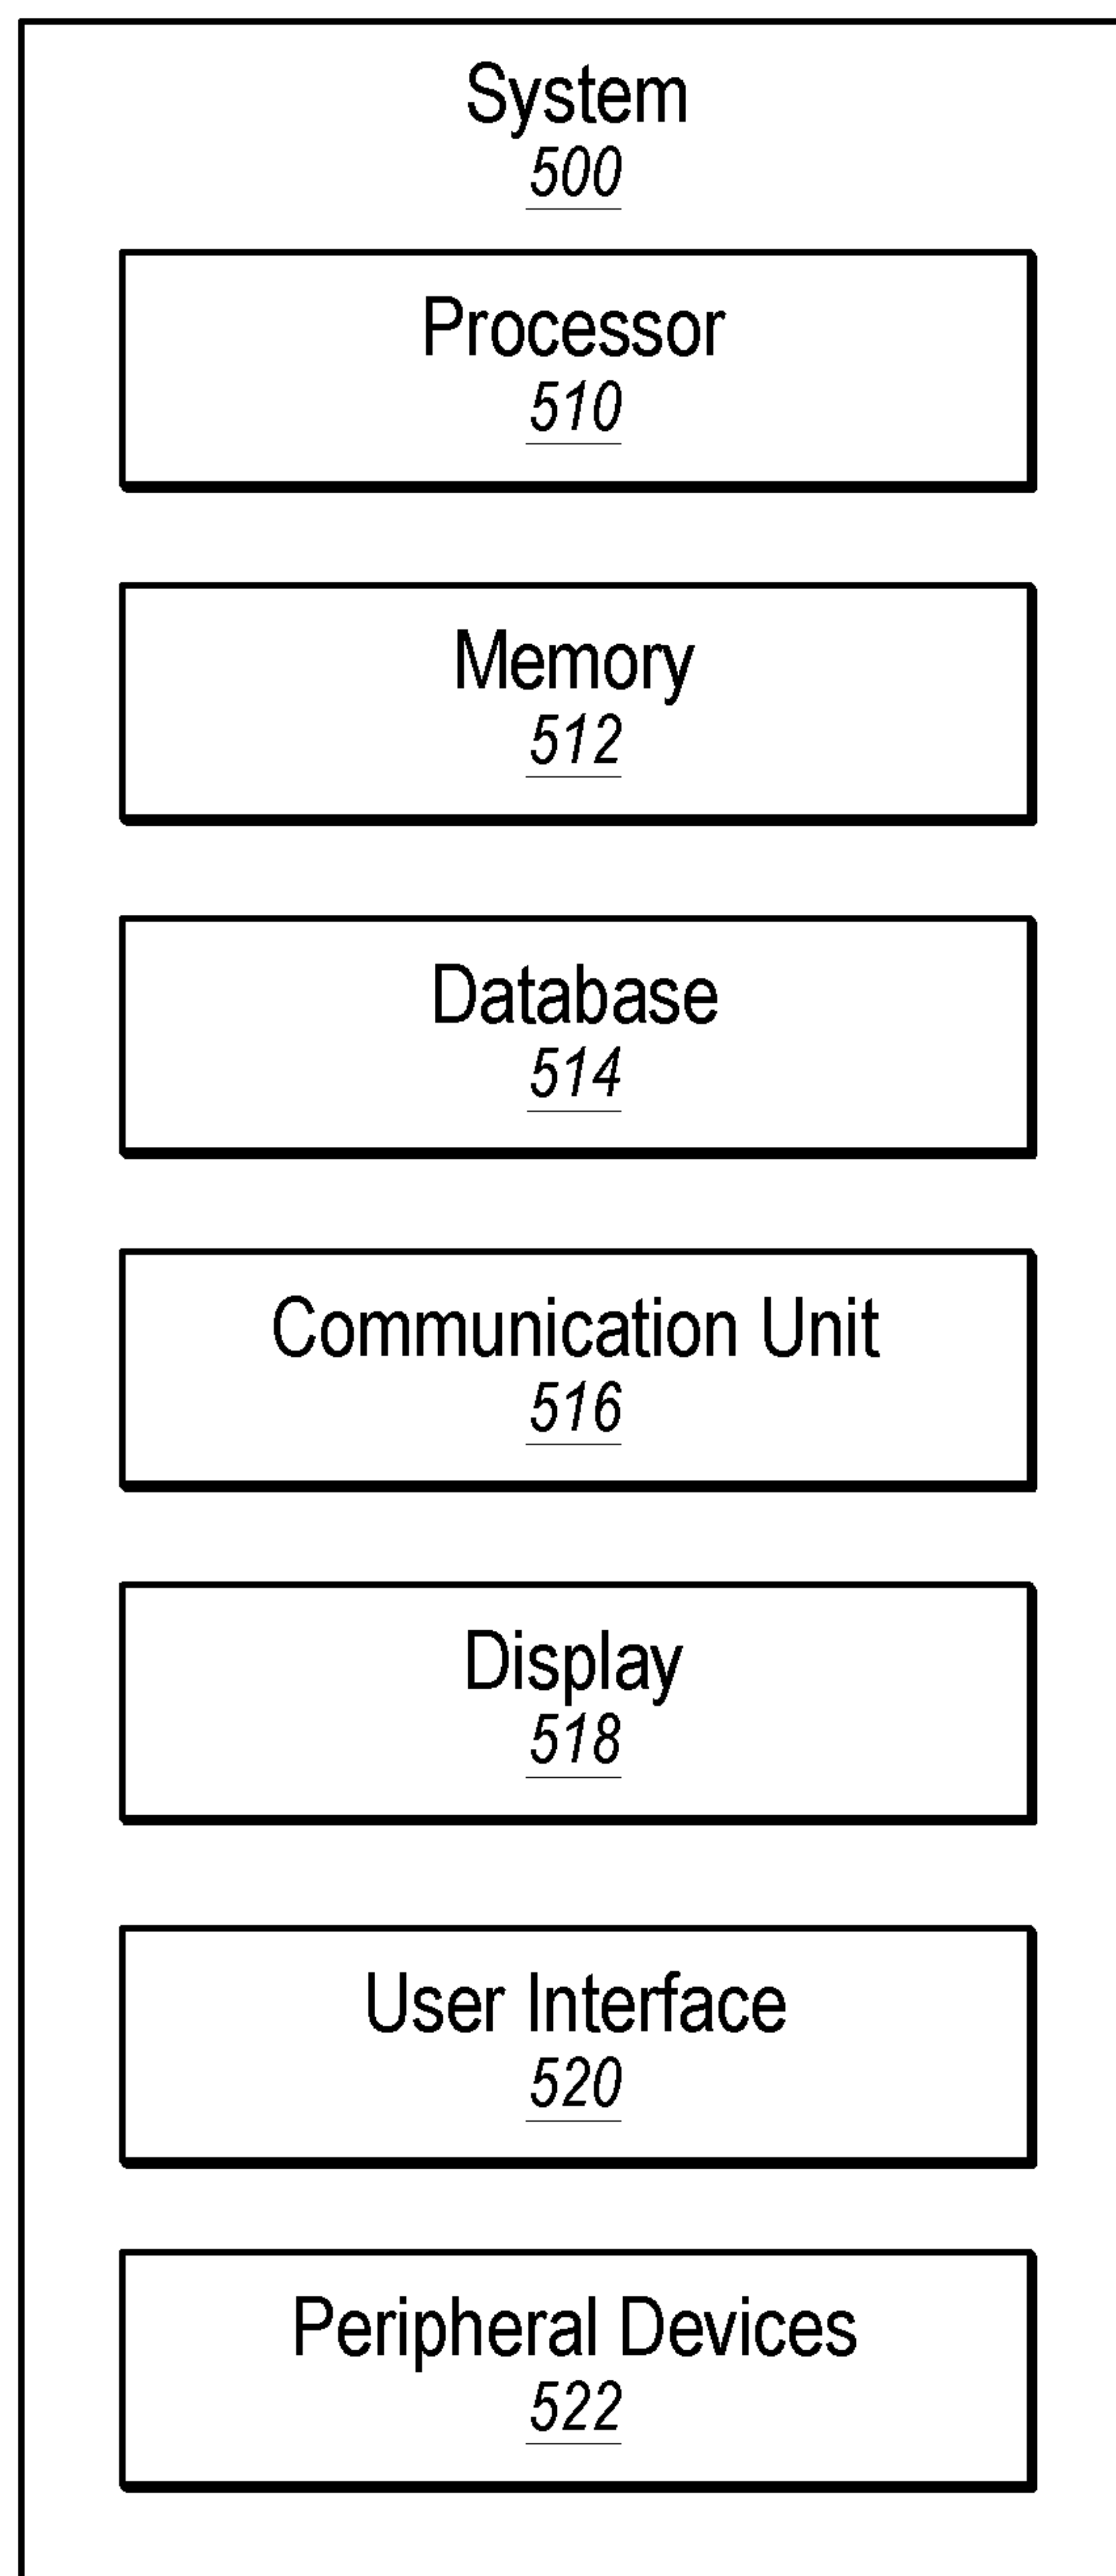 System
500
Processor
510
Memory
512
Database
514
Communication Unit
516
Display
518
User Interface
520
Peripheral Devices
522